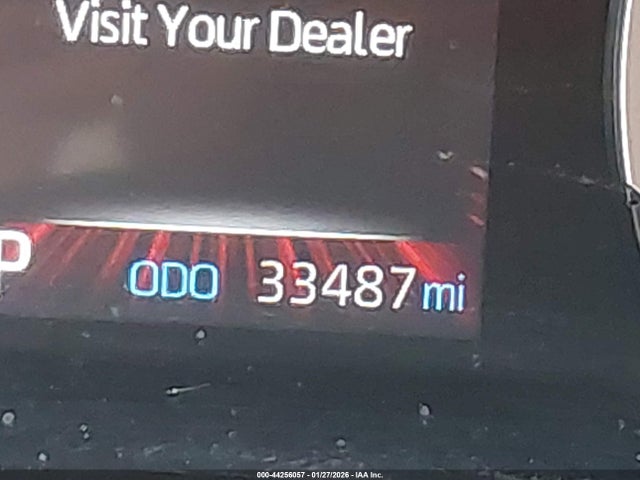 Visit Your Dealer
P
ODO 33487 mi
000-44256057 - 01/27/2026 - IAA Inc.